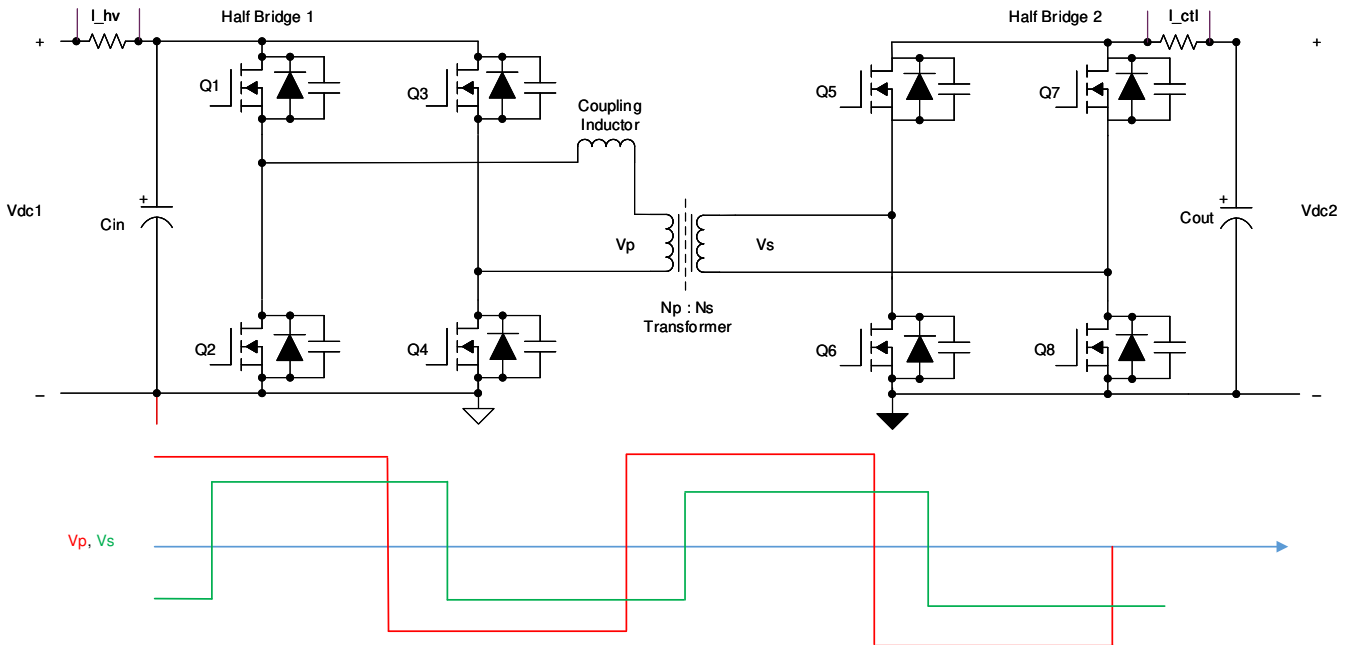 I_hv
Half Bridge 1
Half Bridge 2
I_ctl
+
+
Q1
Q3
Q5
Q7
Coupling
Inductor
+
+
Vdc1
Cin
Vp
Vs
Cout
Vdc2
Np : Ns
Transformer
Q2
Q4
Q6
Q8
–
–
Vp, Vs